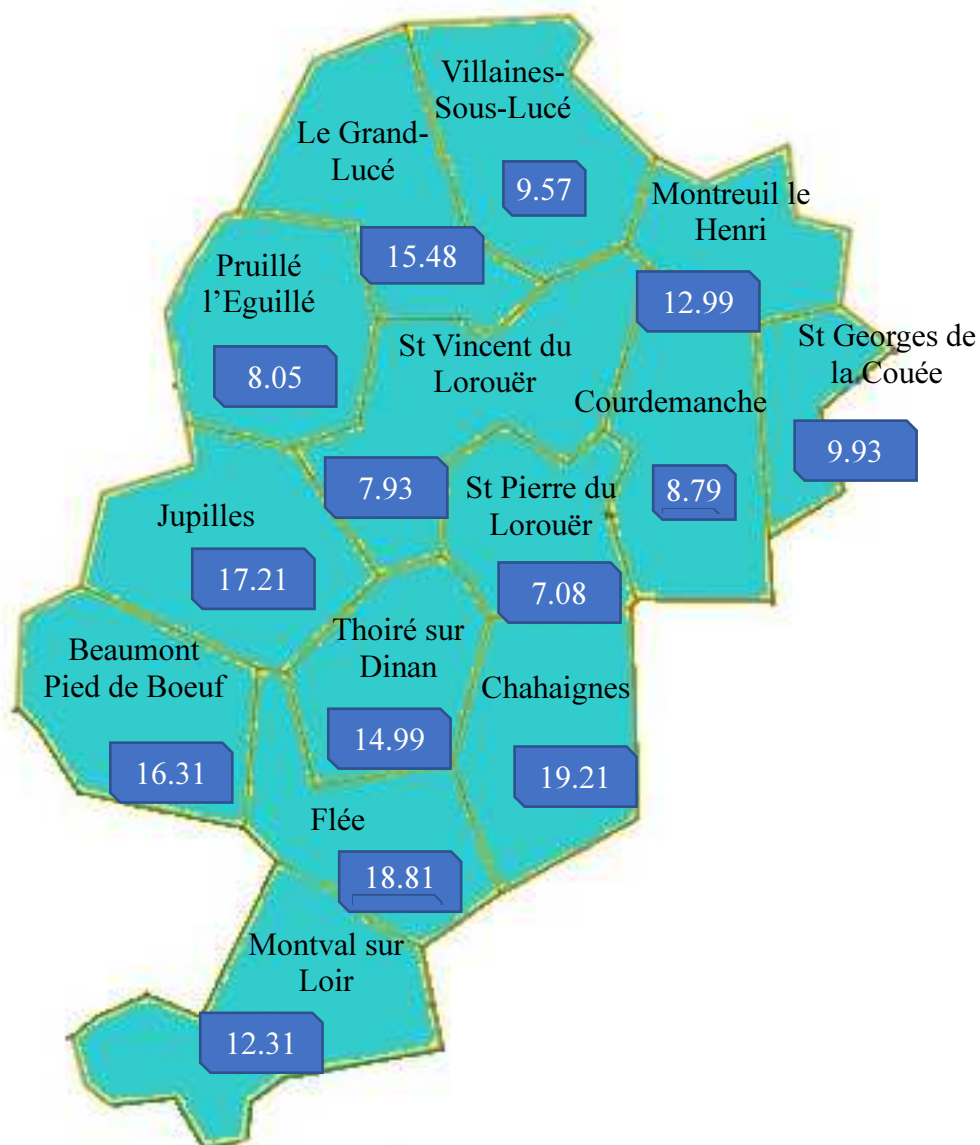 Villaines-
Sous-Lucé
9.57
Le Grand-
Lucé
15.48
Montreuil le
Henri
12.99
Pruillé
l’Eguillé
8.05
St Vincent du
Lorouër
7.93
St Georges de
la Couée
9.93
Courdemanche
8.79
St Pierre du
Lorouër
7.08
Jupilles
17.21
Thoiré sur
Dinan
14.99
Beaumont
Pied de Boeuf
16.31
Chahaignes
19.21
Flée
18.81
Montval sur
Loir
12.31